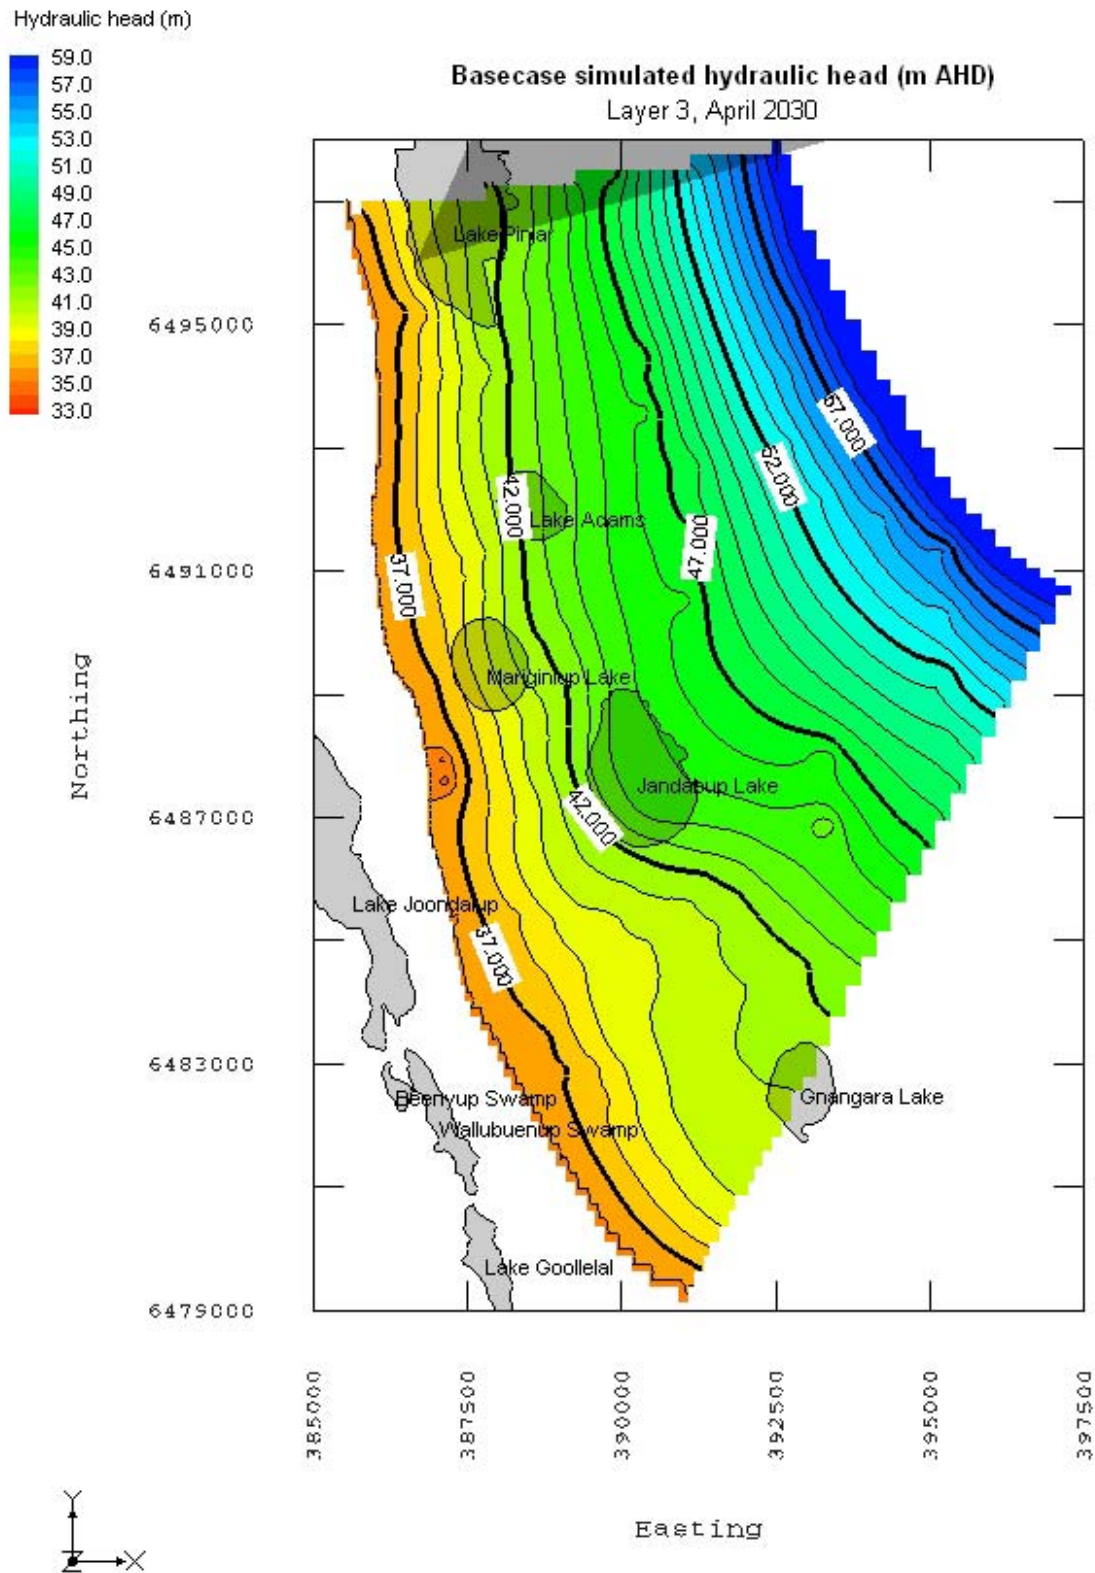 Hydraulic head (m)
59.0
57.0
55.0
53.0
51.0
49.0
47.0
45.0
43.0
41.0
39.0
37.0
35.0
33.0
Basecase simulated hydraulic head (m AHD)
Layer 3, April 2030
Lake Pinjar
6495000
57.000
52.000
42.000
Lake Adams
47.000
6491000
37.000
Mariginiup Lake
Northing
Jandabup Lake
42.000
6487000
Lake Joondalup
37.000
6483000
Beenyup Swamp
Gnangara Lake
Wallubuenup Swamp
Lake Goollelal
6479000
385000
387500
390000
392500
395000
397500
Easting
Y
Z
X